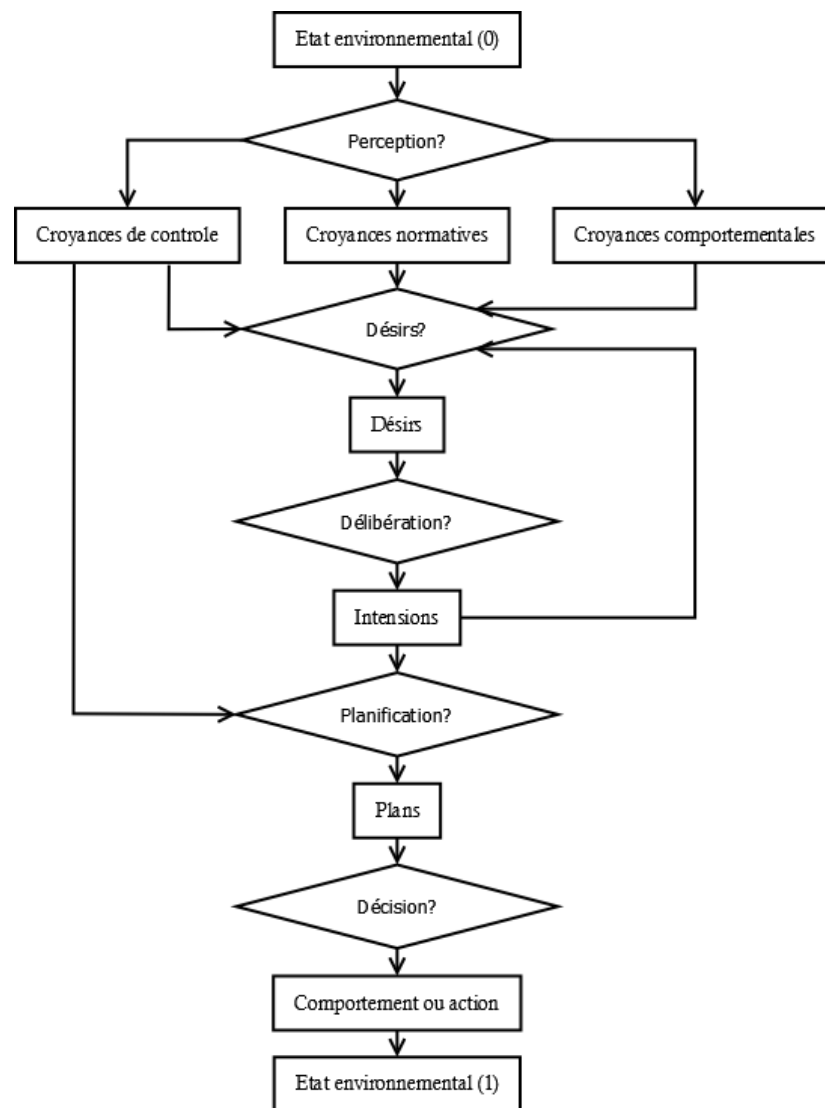 Etat environnemental (0)
Perception?
Croyances de controle
Croyances normatives
Croyances comportementales
Désirs?
Désirs
Délibération?
Intensions
Planification?
Plans
Décision?
Comportement ou action
Etat environnemental (1)